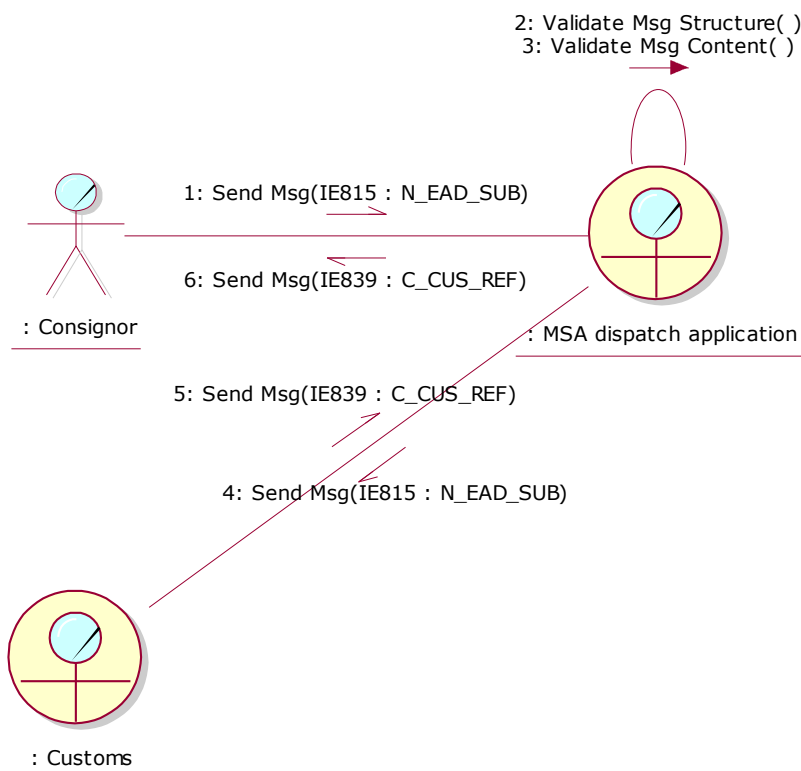 2: Validate Msg Structure( )
3: Validate Msg Content( )
1: Send Msg(IE815 : N_EAD_SUB)
6: Send Msg(IE839 : C_CUS_REF)
: Consignor
: MSA dispatch application
5: Send Msg(IE839 : C_CUS_REF)
4: Send Msg(IE815 : N_EAD_SUB)
: Customs